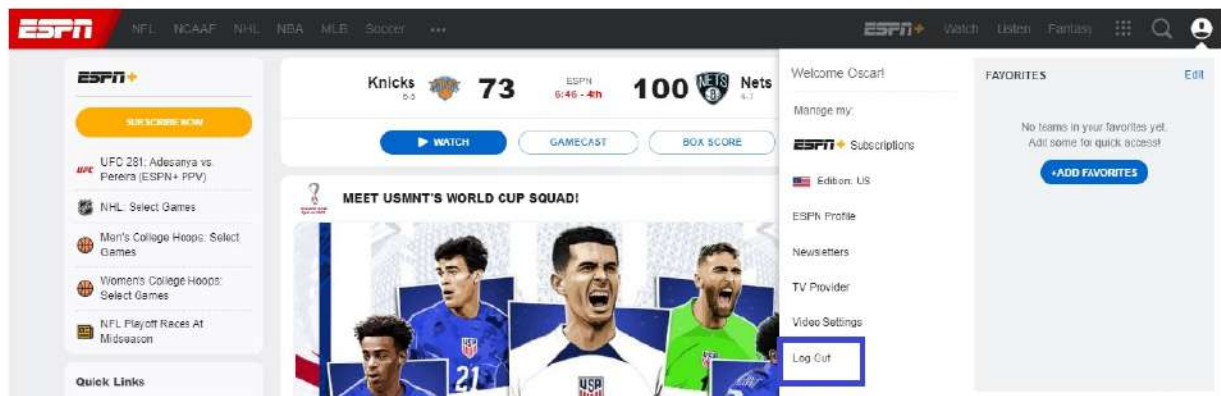 ESPN NFL NCAAF NHL NBA MLB Soccer ••• ESPN+ Watch Listen Fantasy
ESPN+
SUBSCRIBE NOW
UFC UFC 281: Adesanya vs.
Pereira (ESPN+ PPV)
NHL: Select Games
Men's College Hoops: Select
Games
Women's College Hoops:
Select Games
NFL Playoff Races At
Midseason
Quick Links
Knicks 73 ESPN 100 NETS Nets
6:46 - 4th
WATCH GAMECAST BOX SCORE
MEET USMNT'S WORLD CUP SQUAD!
21
USA
Welcome Oscar!
Manage my:
ESPN+ Subscriptions
Edition: US
ESPN Profile
Newsletters
TV Provider
Video Settings
Log Out
FAVORITES Edit
No teams in your favorites yet.
Add some for quick access!
+ADD FAVORITES